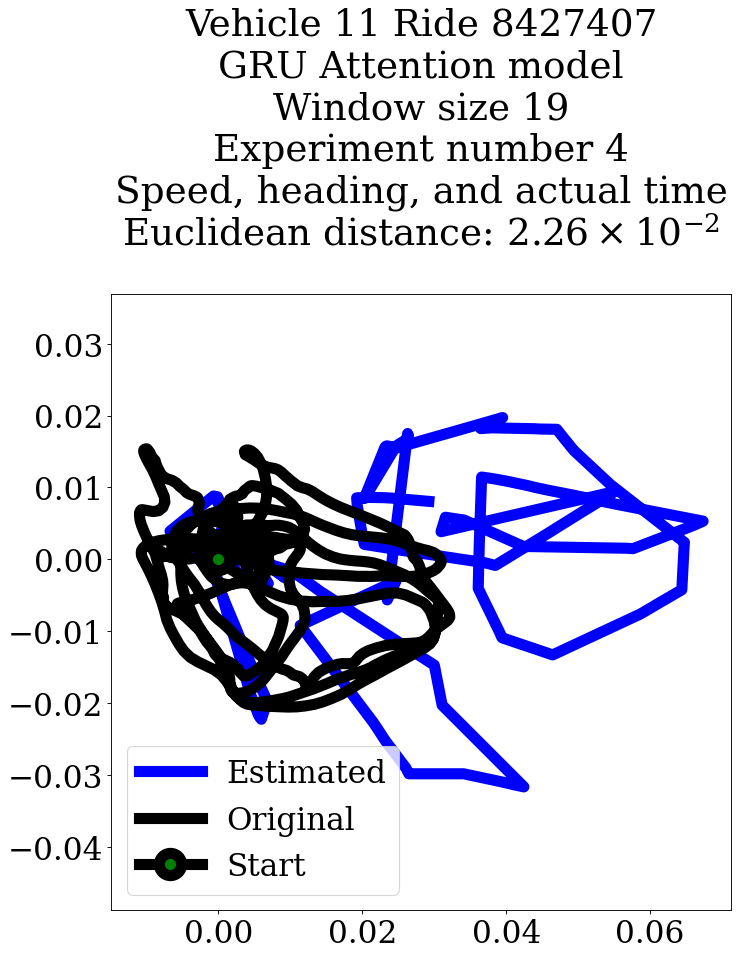 Vehicle 11 Ride 8427407
GRU Attention model
Window size 19
Experiment number 4
Speed, heading, and actual time
Euclidean distance: 2.26 × 10⁻²
0.03
0.02
0.01
0.00
−0.01
−0.02
−0.03
−0.04
Estimated
Original
Start
0.00 0.02 0.04 0.06